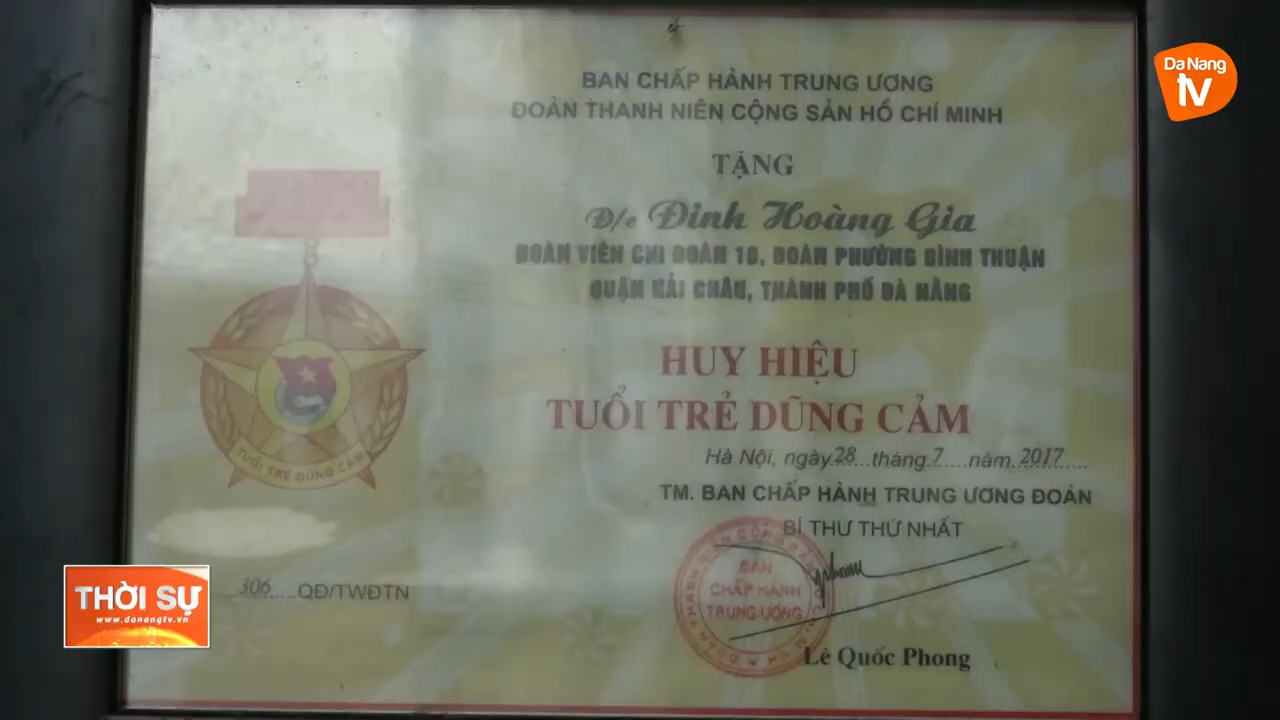 Da Nang
tv
BAN CHẤP HÀNH TRUNG ƯƠNG
ĐOÀN THANH NIÊN CỘNG SẢN HỒ CHÍ MINH
TẶNG
Đ/c Đinh Hoàng Gia
ĐOÀN VIÊN CHI ĐOÀN 10, ĐOÀN PHƯỜNG BÌNH THUẬN
QUẬN HẢI CHÂU, THÀNH PHỐ ĐÀ NẴNG
HUY HIỆU
TUỔI TRẺ DŨNG CẢM
TUỔI TRẺ DŨNG CẢM
Hà Nội, ngày 28 tháng 7 năm 2017
TM. BAN CHẤP HÀNH TRUNG ƯƠNG ĐOÀN
BÍ THƯ THỨ NHẤT
BAN
CHẤP HÀNH
TRUNG ƯƠNG
306 QĐ/TWĐTN
Lê Quốc Phong
THỜI SỰ
www.danangtv.vn